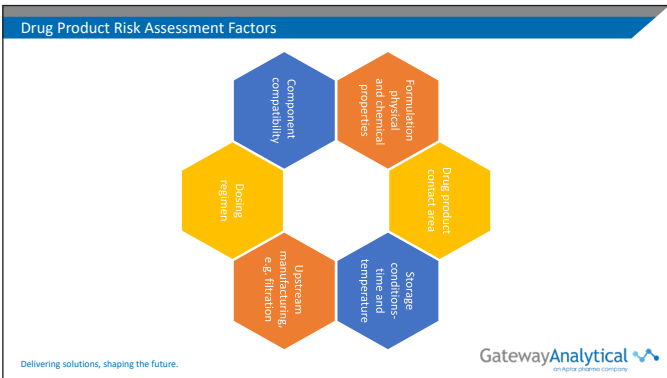 Drug Product Risk Assessment Factors
Component
compatibility
Formulation
physical
and chemical
properties
Dosing
regimen
Drug product
contact area
Upstream
manufacturing,
e.g. filtration
Storage
conditions-
time and
temperature
Delivering solutions, shaping the future.
GatewayAnalytical
an Aptar pharma company